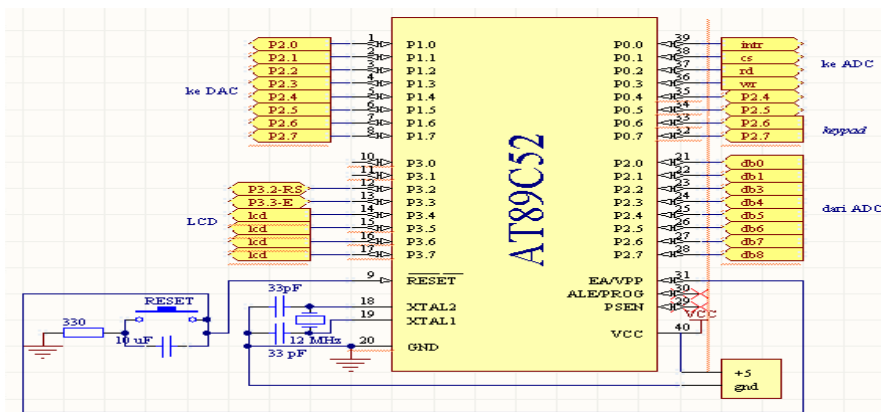 P2.0 1 P1.0 P0.0 39 intr
P2.1 2 P1.1 P0.1 38 cs
P2.2 3 P1.2 P0.2 37 rd
P2.3 4 P1.3 P0.3 36 wr
ke ADC
ke DAC
P2.4 5 P1.4 P0.4 35 P2.4
P2.5 6 P1.5 P0.5 34 P2.5
P2.6 7 P1.6 P0.6 33 P2.6
P2.7 8 P1.7 P0.7 32 P2.7
keypad
AT89C52
10 P3.0 P2.0 21 db0
11 P3.1 P2.1 22 db1
P3.2-RS 12 P3.2 P2.2 23 db3
P3.3-E 13 P3.3 P2.3 24 db4
LCD
dari ADC
lcd 14 P3.4 P2.4 25 db5
lcd 15 P3.5 P2.5 26 db6
lcd 16 P3.6 P2.6 27 db7
lcd 17 P3.7 P2.7 28 db8
9 RESET EA/VPP 31
ALE/PROG 30
33pF
RESET
18 XTAL2 PSEN 29
VCC
330
19 XTAL1
VCC 40
10 uF
12 MHz
20 GND
33 pF
+5
gnd